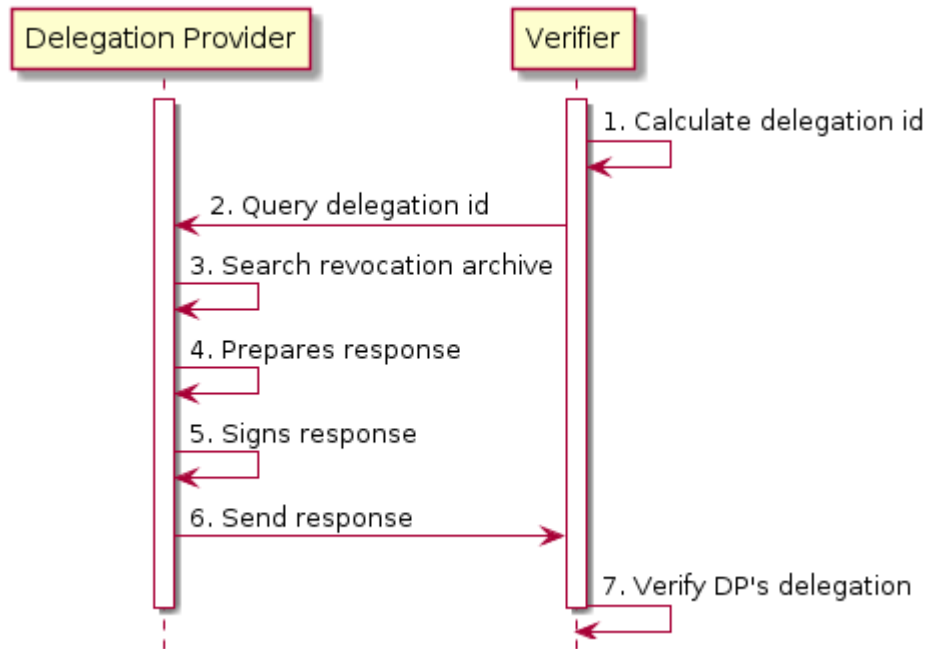 Delegation Provider
Verifier
1. Calculate delegation id
2. Query delegation id
3. Search revocation archive
4. Prepares response
5. Signs response
6. Send response
7. Verify DP's delegation